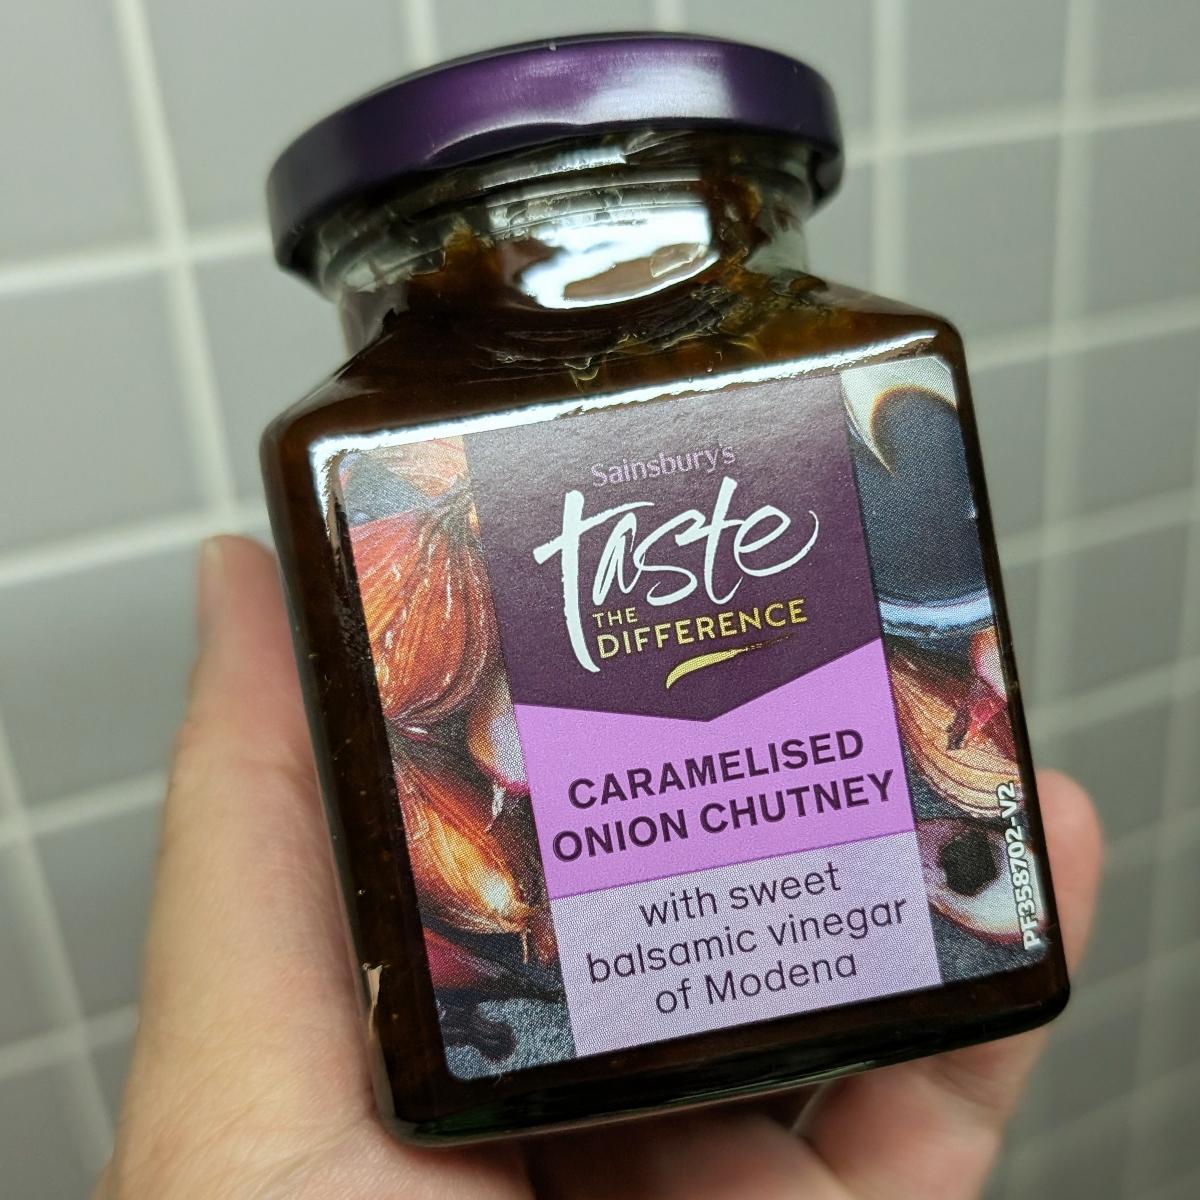 Sainsbury's
taste
THE
DIFFERENCE
CARAMELISED
ONION CHUTNEY
with sweet
balsamic vinegar
of Modena
PF358702-V2